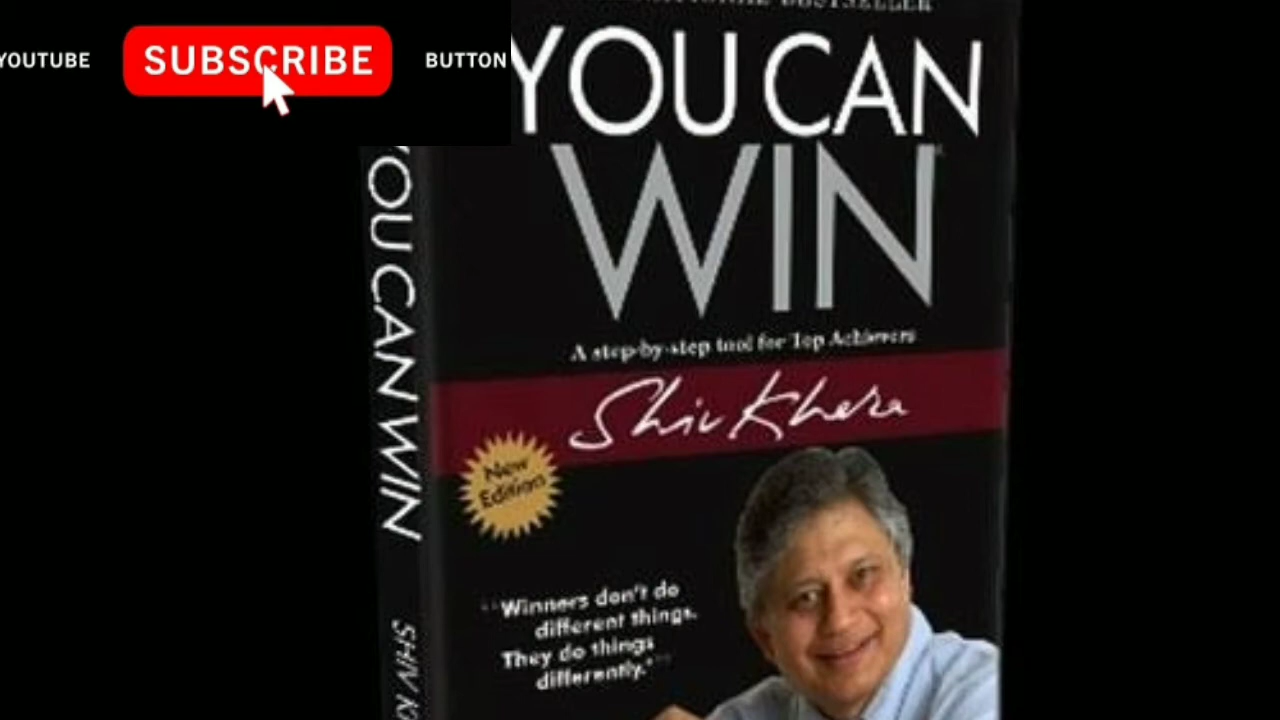 YOUTUBE SUBSCRIBE BUTTON
BESTSELLER
YOU CAN
WIN
A step-by-step tool for Top Achievers
Shiv Khera
New
Edition
"Winners don't do
different things.
They do things
differently."
YOU CAN WIN
SHIV